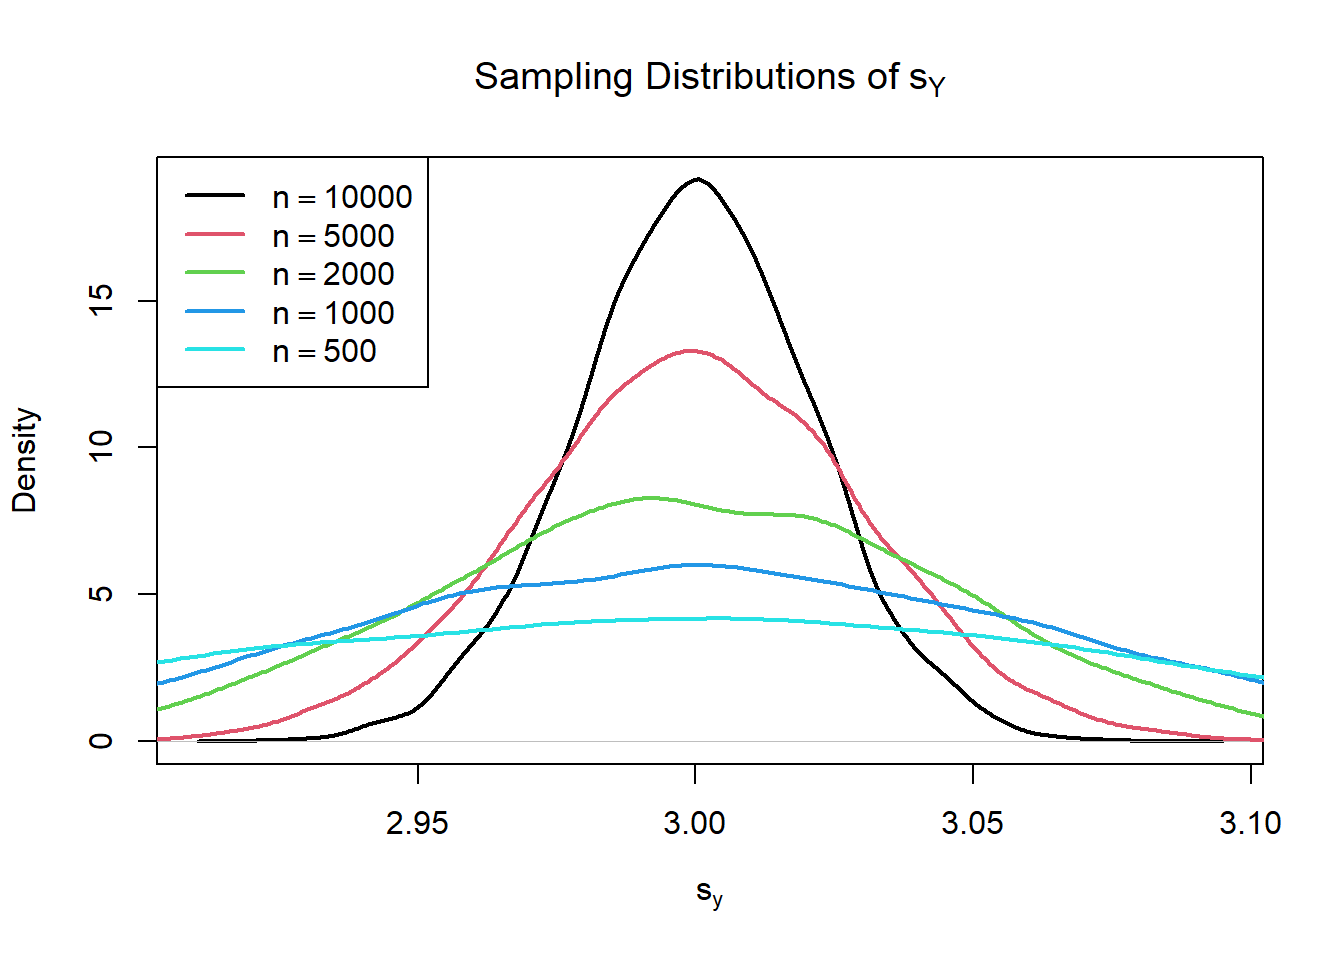 Sampling Distributions of sY
n = 10000
n = 5000
n = 2000
n = 1000
n = 500
Density
15
10
5
0
2.95 3.00 3.05 3.10
sy